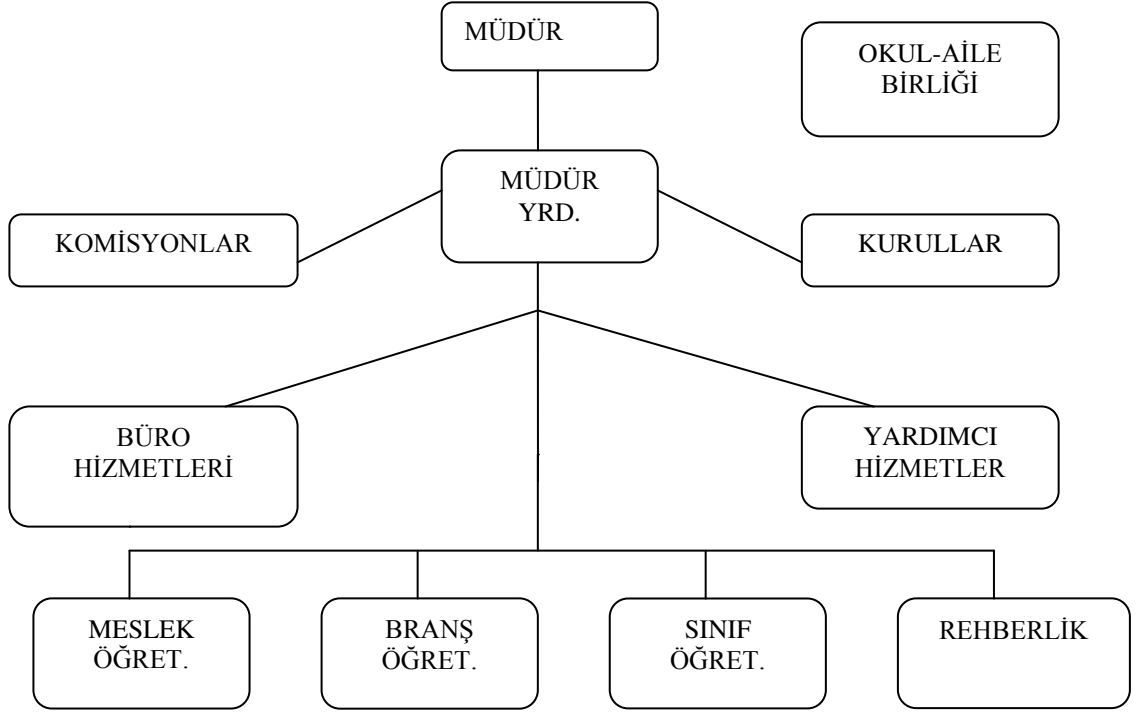 MÜDÜR
OKUL-AİLE
BİRLİĞİ
MÜDÜR
YRD.
KOMİSYONLAR
KURULLAR
BÜRO
HİZMETLERİ
YARDIMCI
HİZMETLER
MESLEK
ÖĞRET.
BRANŞ
ÖĞRET.
SINIF
ÖĞRET.
REHBERLİK